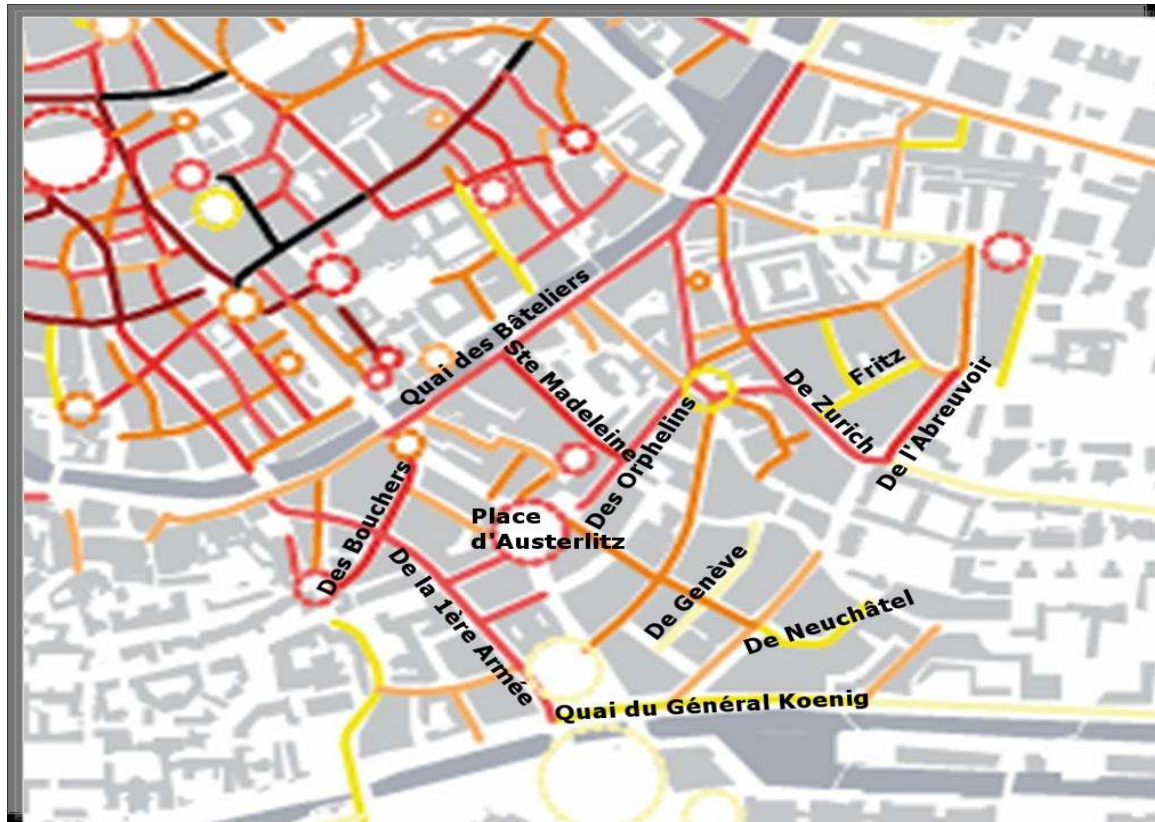 Quai des Bâteliers
Ste Madeleine
Fritz
De Zurich
De l'Abreuvoir
Des Orphelins
Des Bouchers
Place
d'Austerlitz
De la 1ère Armée
De Genève
De Neuchâtel
Quai du Général Koenig